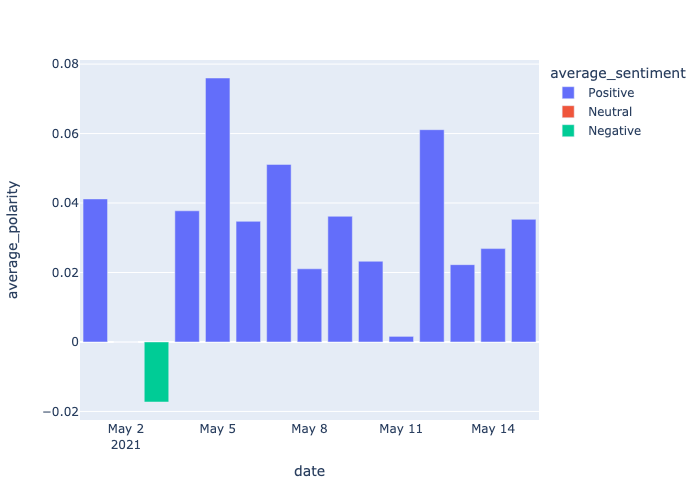 average_polarity
0.08
0.06
0.04
0.02
0
−0.02
May 2
2021
May 5
May 8
May 11
May 14
date
average_sentiment
Positive
Neutral
Negative